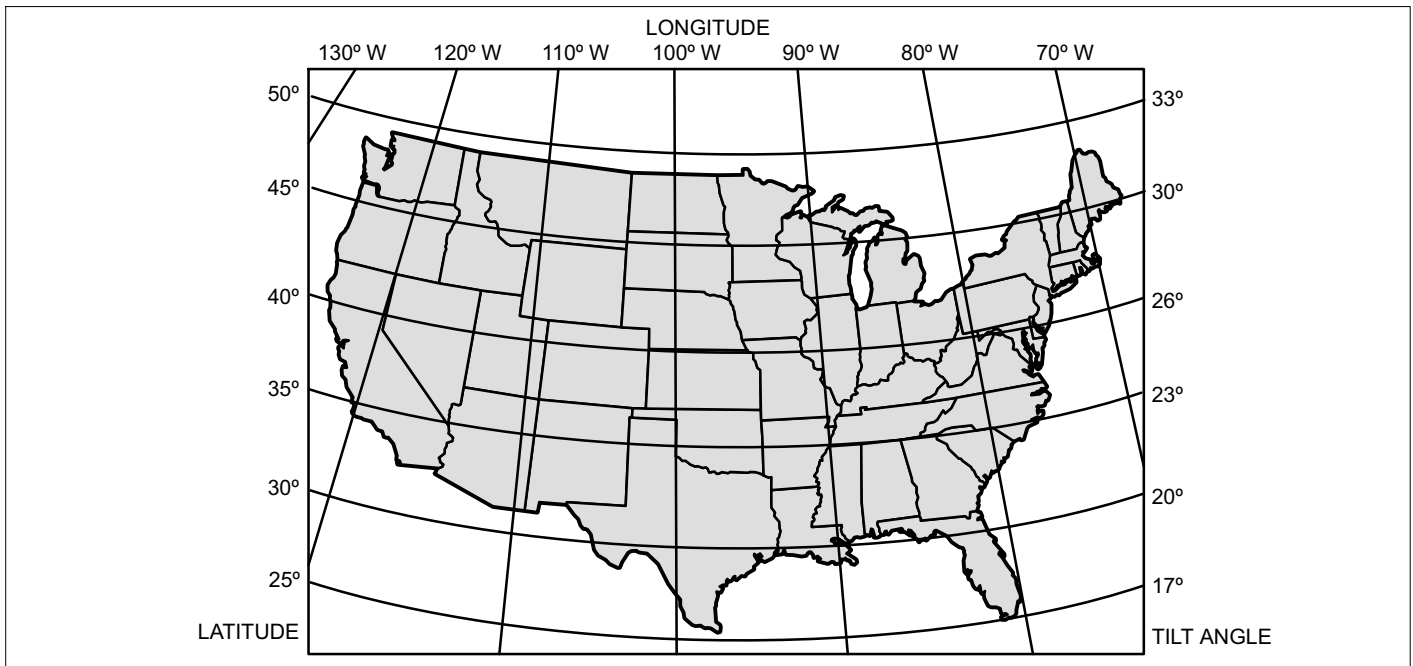 LONGITUDE
130º W 120º W 110º W 100º W 90º W 80º W 70º W
50º 33º
45º 30º
40º 26º
35º 23º
30º 20º
25º 17º
LATITUDE TILT ANGLE